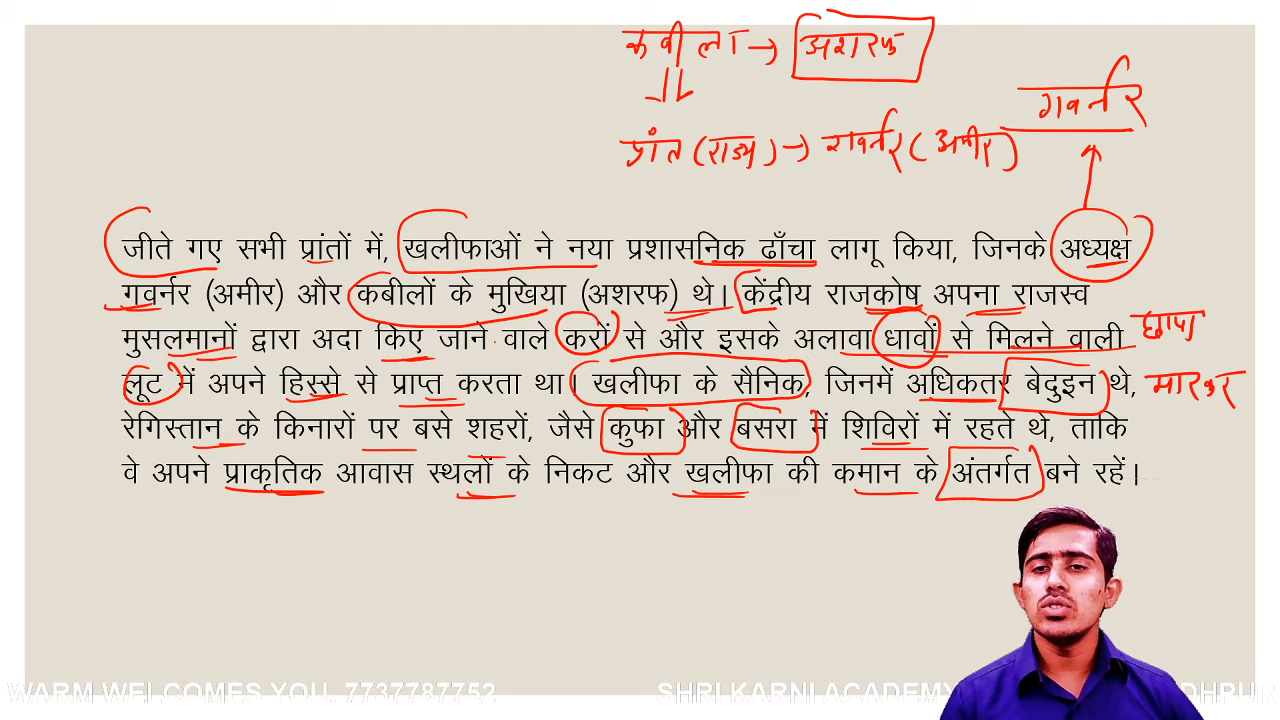 कबीला → अशरफ
गवर्नर
प्रांत (राज्य) → गवर्नर (अमीर)
जीते गए सभी प्रांतों में, खलीफाओं ने नया प्रशासनिक ढाँचा लागू किया, जिनके अध्यक्ष
गवर्नर (अमीर) और कबीलों के मुखिया (अशरफ) थे। केंद्रीय राजकोष अपना राजस्व
मुसलमानों द्वारा अदा किए जाने वाले करों से और इसके अलावा धावों से मिलने वाली
छापा
लूट में अपने हिस्से से प्राप्त करता था। खलीफा के सैनिक, जिनमें अधिकतर बेदुइन थे,
मारकर
रेगिस्तान के किनारों पर बसे शहरों, जैसे कुफा और बसरा में शिविरों में रहते थे, ताकि
वे अपने प्राकृतिक आवास स्थलों के निकट और खलीफा की कमान के अंतर्गत बने रहें।
WARM WELCOMES YOU. 7737787752
SHRI KARNI ACADEMY DHPUR